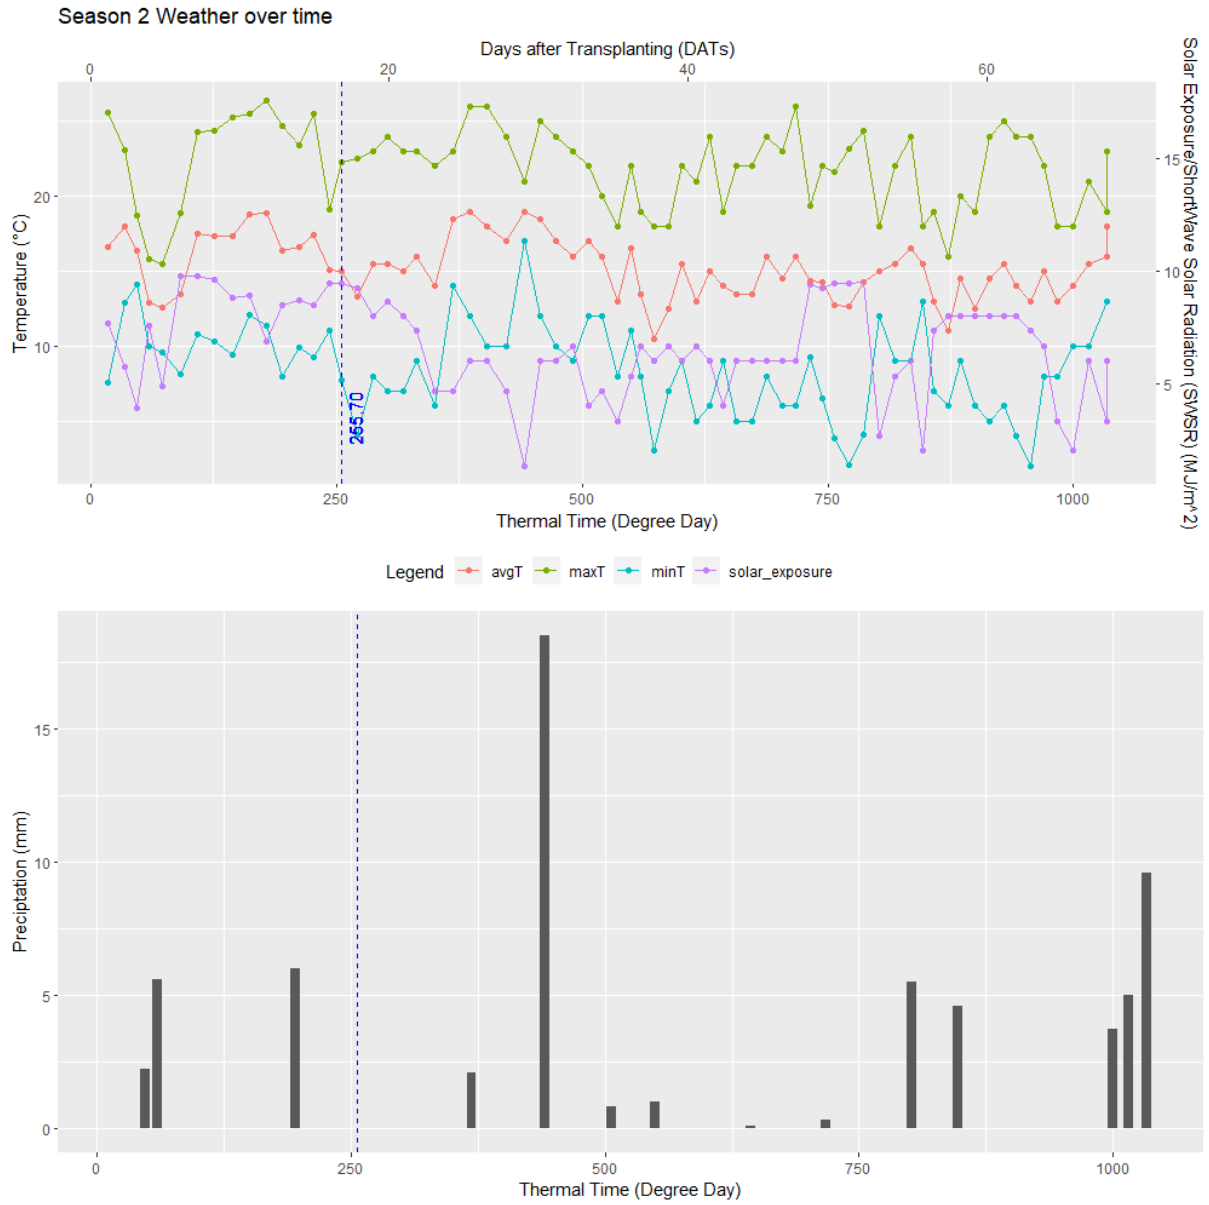 Season 2 Weather over time
Days after Transplanting (DATs)
0 20 40 60
Temperature (°C)
20
10
Solar Exposure/ShortWave Solar Radiation (SWSR) (MJ/m^2)
15
10
5
255.70
0 250 500 750 1000
Thermal Time (Degree Day)
Legend avgT maxT minT solar_exposure
Preciptation (mm)
15
10
5
0
0 250 500 750 1000
Thermal Time (Degree Day)